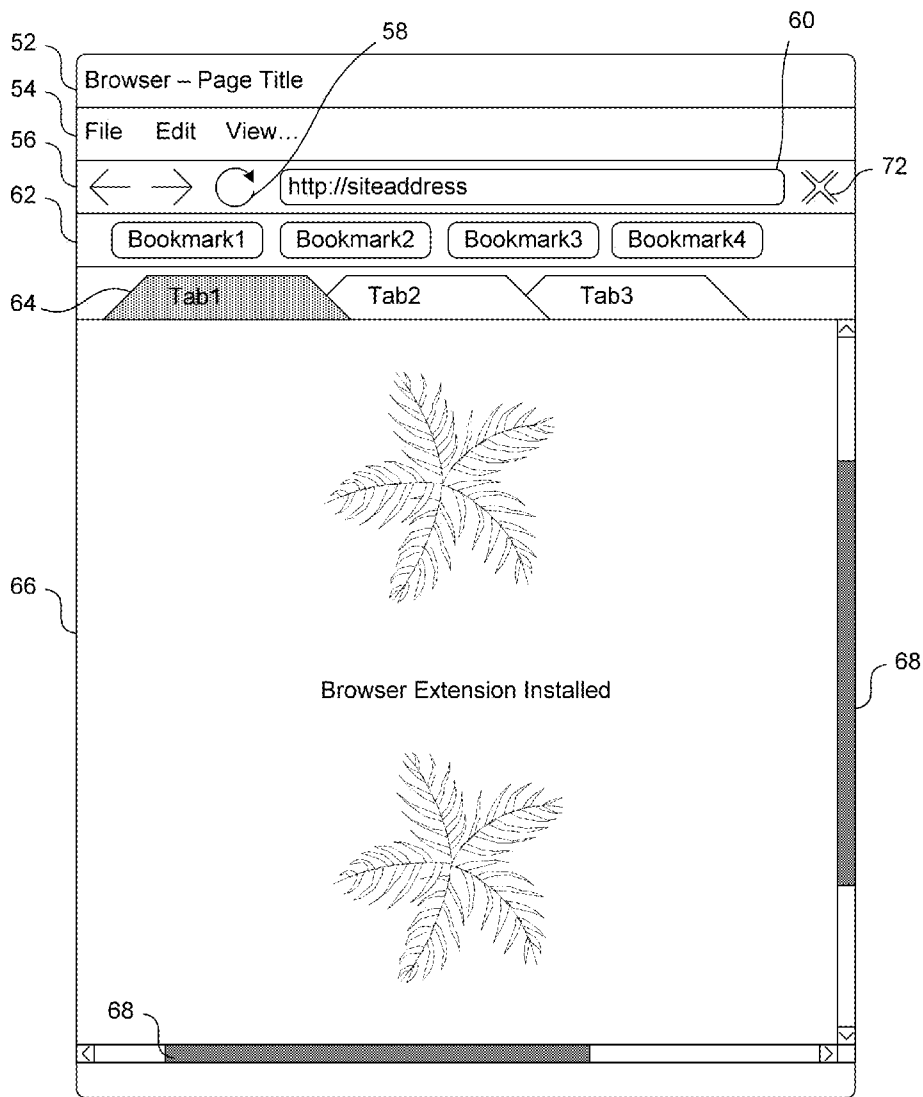 58
60
52
Browser – Page Title
54
File Edit View...
56
http://siteaddress
72
62
Bookmark1 Bookmark2 Bookmark3 Bookmark4
64
Tab1 Tab2 Tab3
66
Browser Extension Installed
68
68